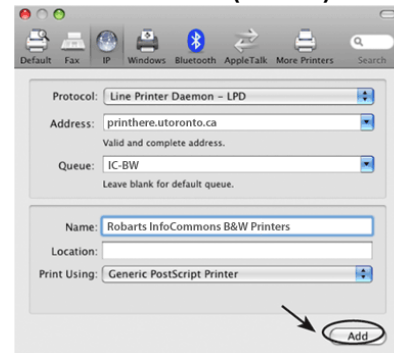 Default Fax IP Windows Bluetooth AppleTalk More Printers Search
Protocol: Line Printer Daemon – LPD
Address: printhere.utoronto.ca
Valid and complete address.
Queue: IC-BW
Leave blank for default queue.
Name: Robarts InfoCommons B&W Printers
Location:
Print Using: Generic PostScript Printer
Add